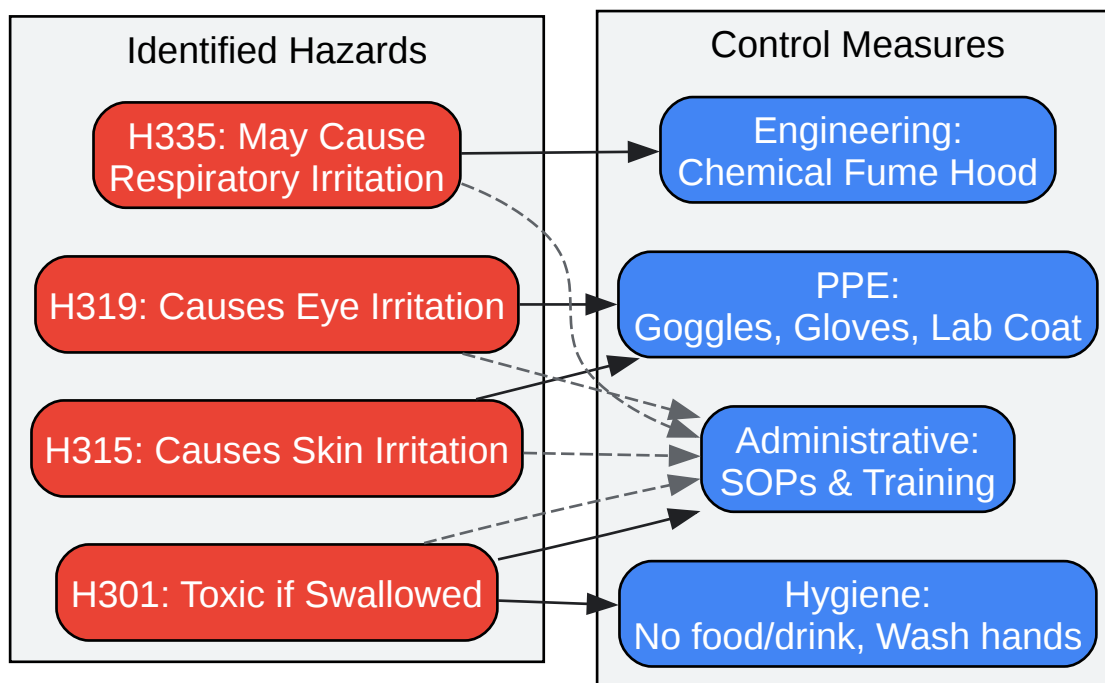 Identified Hazards
H335: May Cause
Respiratory Irritation
H319: Causes Eye Irritation
H315: Causes Skin Irritation
H301: Toxic if Swallowed
Control Measures
Engineering:
Chemical Fume Hood
PPE:
Goggles, Gloves, Lab Coat
Administrative:
SOPs & Training
Hygiene:
No food/drink, Wash hands